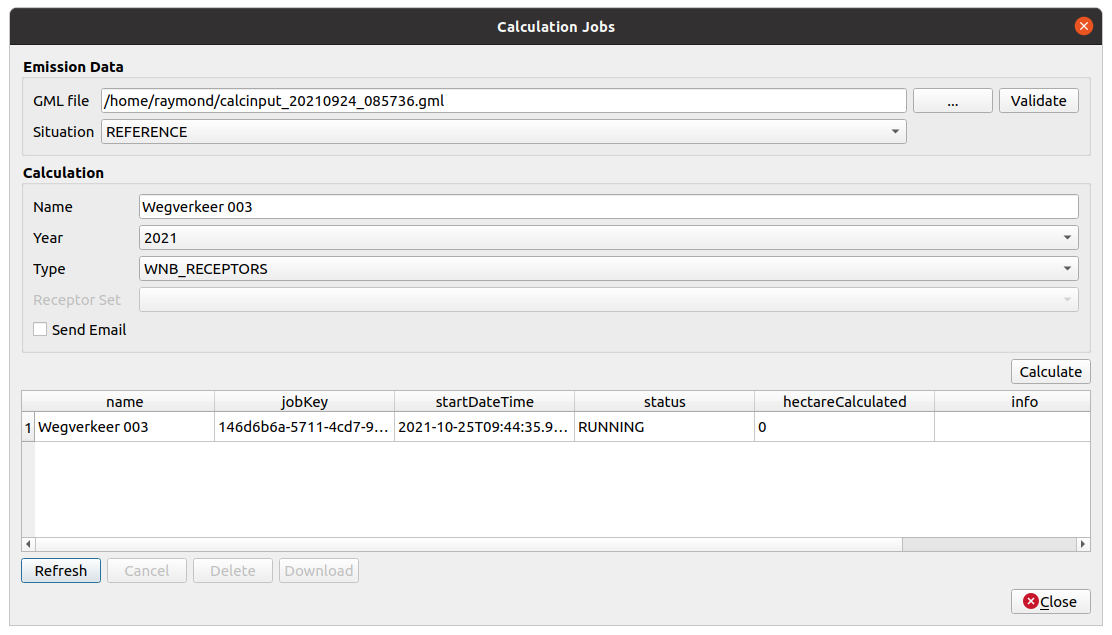 Calculation Jobs
Emission Data
GML file /home/raymond/calcinput_20210924_085736.gml ... Validate
Situation REFERENCE
Calculation
Name Wegverkeer 003
Year 2021
Type WNB_RECEPTORS
Receptor Set
Send Email
Calculate
name jobKey startDateTime status hectareCalculated info
1 Wegverkeer 003 146d6b6a-5711-4cd7-9... 2021-10-25T09:44:35.9... RUNNING 0
Refresh Cancel Delete Download
Close